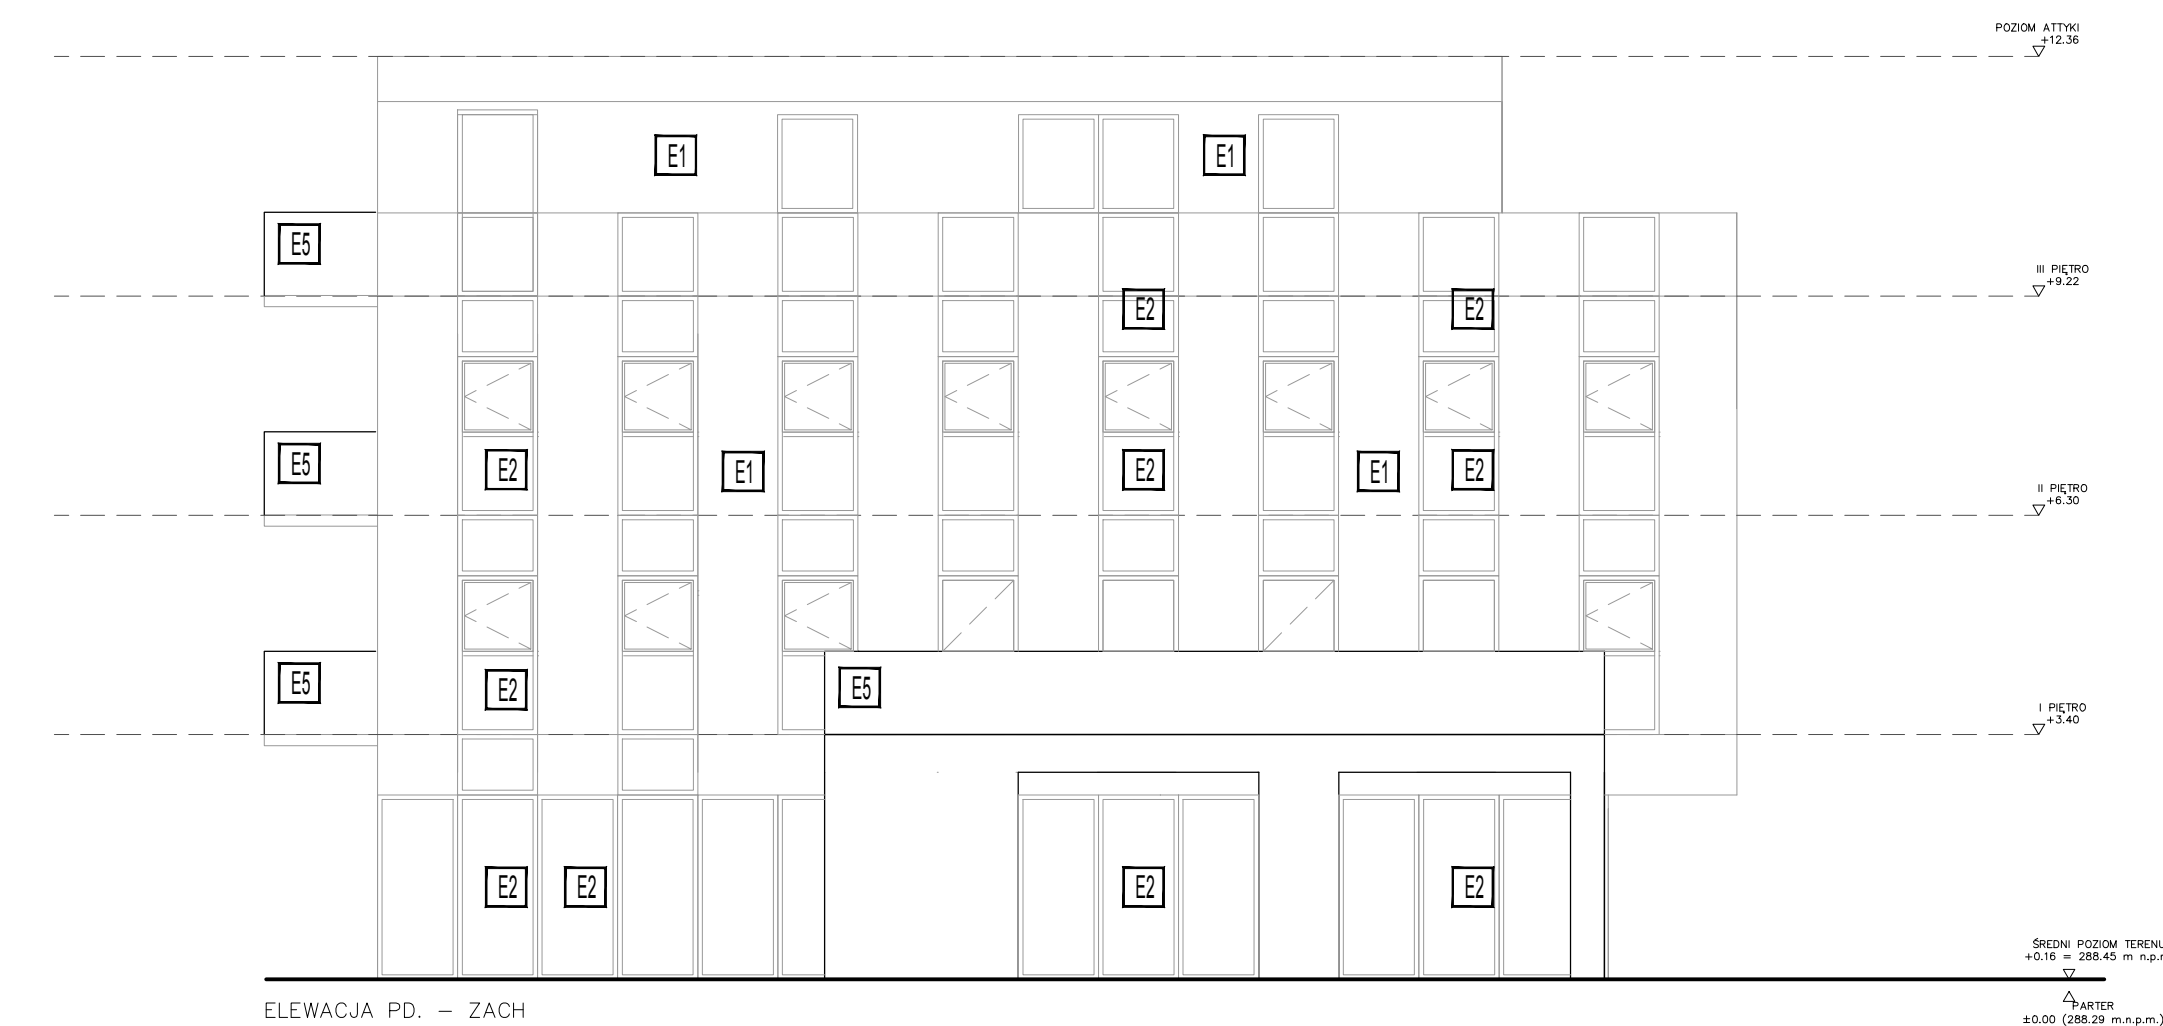 POZIOM ATTYKI
+12.36
E1 E1
E5
III PIĘTRO
+9.22
E2 E2
E5 E2 E1 E2 E1 E2
II PIĘTRO
+6.30
E5 E2 E5
I PIĘTRO
+3.40
E2 E2 E2 E2
ŚREDNI POZIOM TERENU
+0.16 = 288.45 m n.p.
ELEWACJA PD. – ZACH
PARTER
±0.00 (288.29 m.n.p.m.)